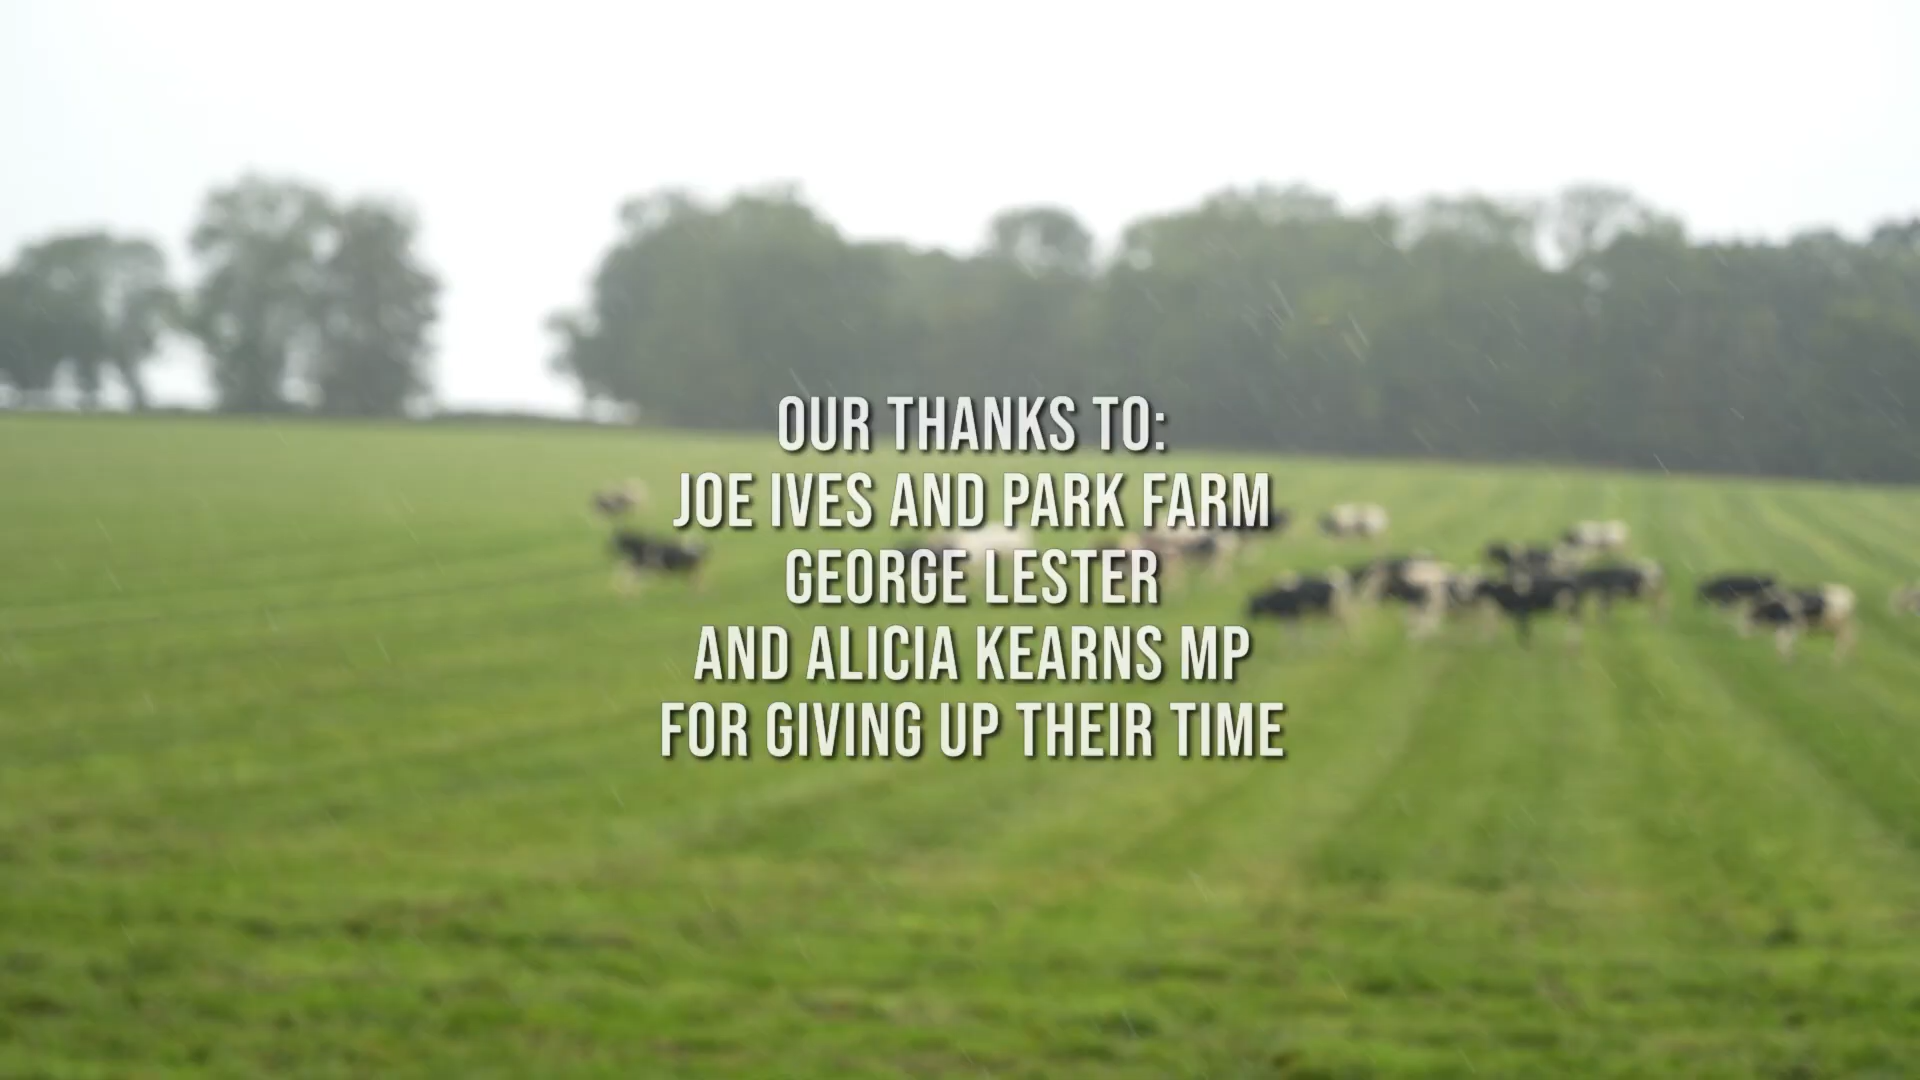 OUR THANKS TO:
JOE IVES AND PARK FARM
GEORGE LESTER
AND ALICIA KEARNS MP
FOR GIVING UP THEIR TIME